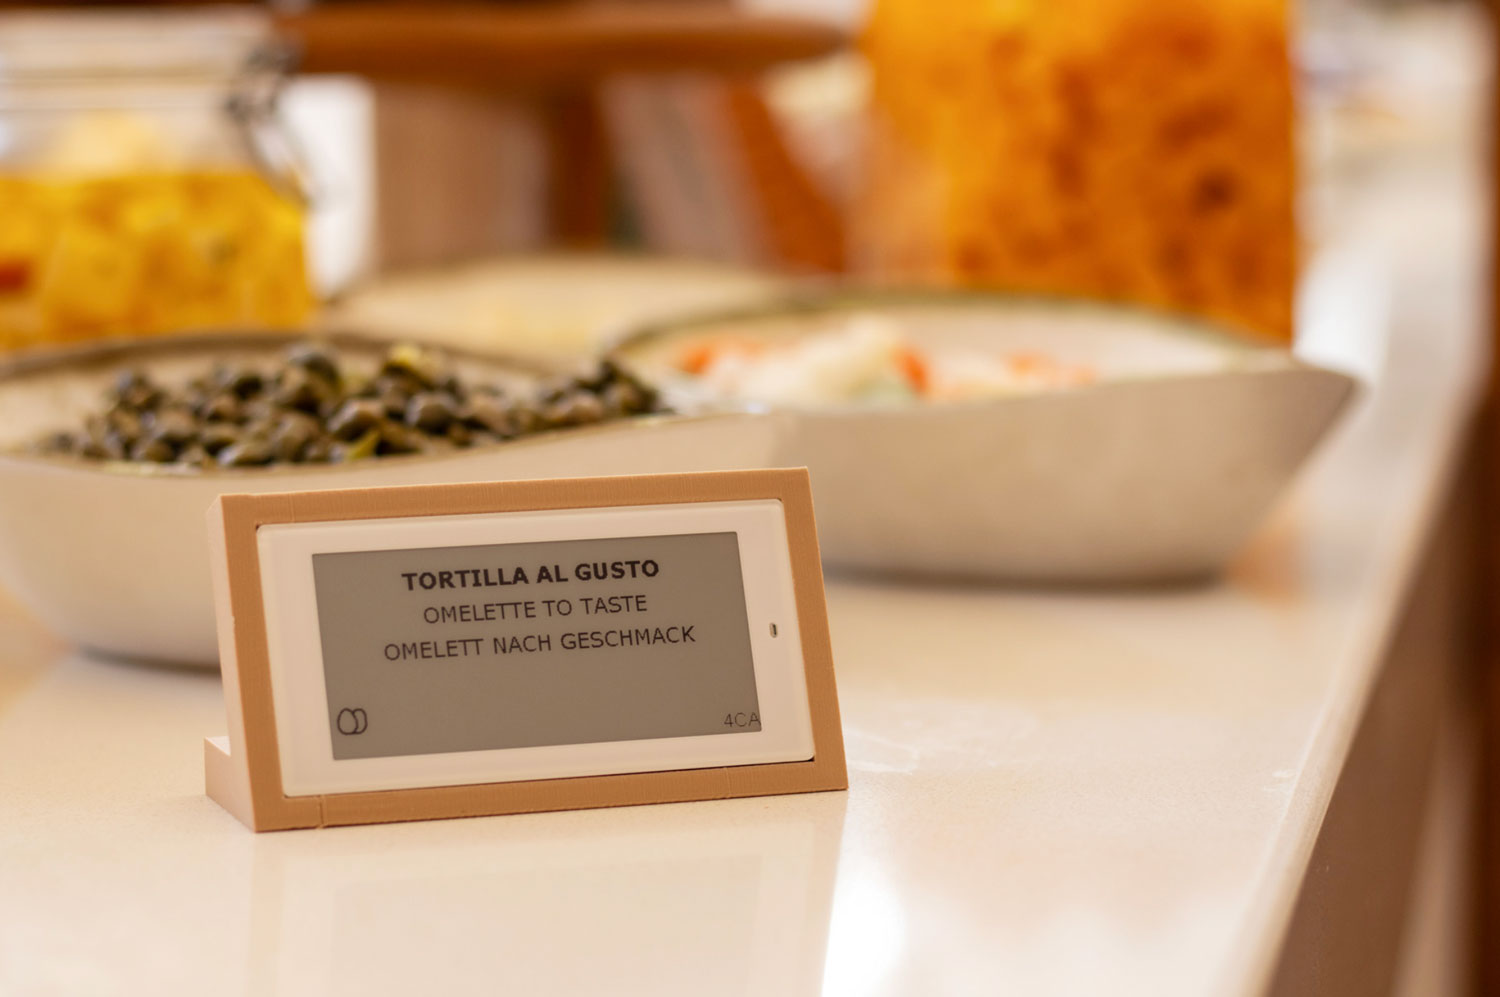 TORTILLA AL GUSTO
OMELETTE TO TASTE
OMELETT NACH GESCHMACK
4CA